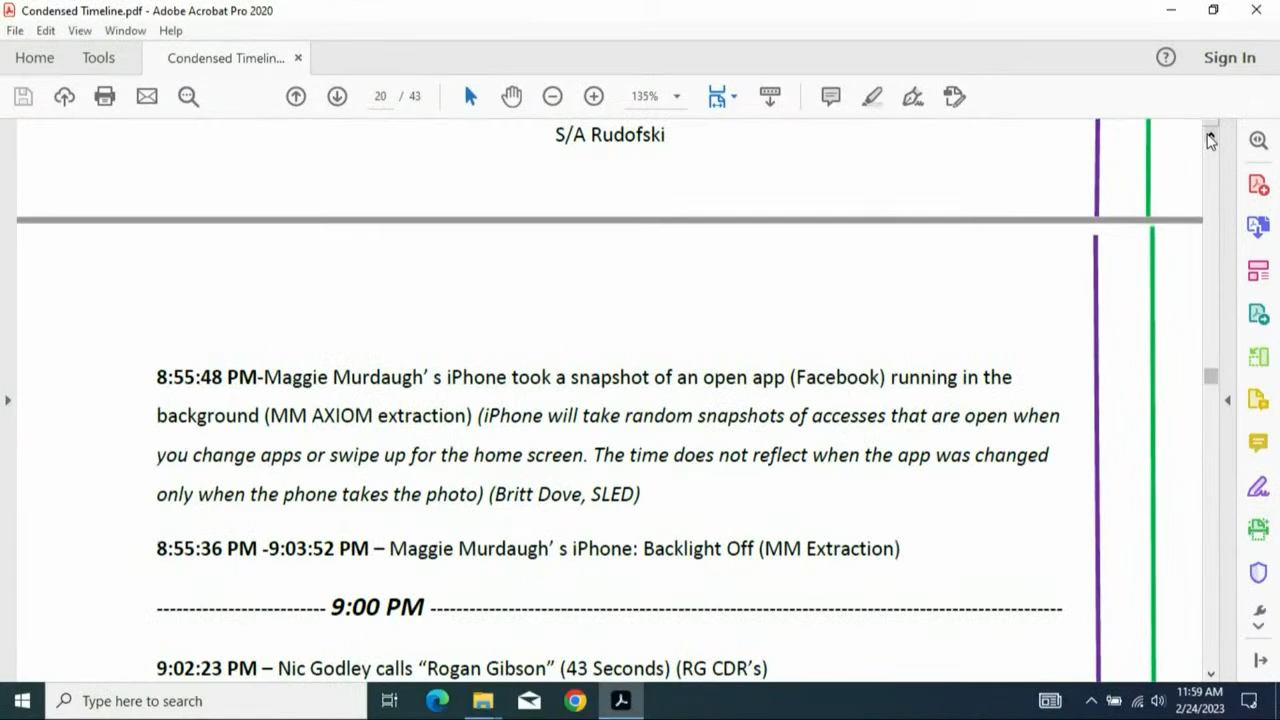 Condensed Timeline.pdf - Adobe Acrobat Pro 2020
File Edit View Window Help
Home Tools Condensed Timelin... × ? Sign In
20 / 43 135%
S/A Rudofski
8:55:48 PM-Maggie Murdaugh’ s iPhone took a snapshot of an open app (Facebook) running in the
background (MM AXIOM extraction) (iPhone will take random snapshots of accesses that are open when
you change apps or swipe up for the home screen. The time does not reflect when the app was changed
only when the phone takes the photo) (Britt Dove, SLED)
8:55:36 PM -9:03:52 PM – Maggie Murdaugh’ s iPhone: Backlight Off (MM Extraction)
-------------------------- 9:00 PM --------------------------------------------------------------------------------------------------
9:02:23 PM – Nic Godley calls “Rogan Gibson” (43 Seconds) (RG CDR’s)
Type here to search
11:59 AM
2/24/2023